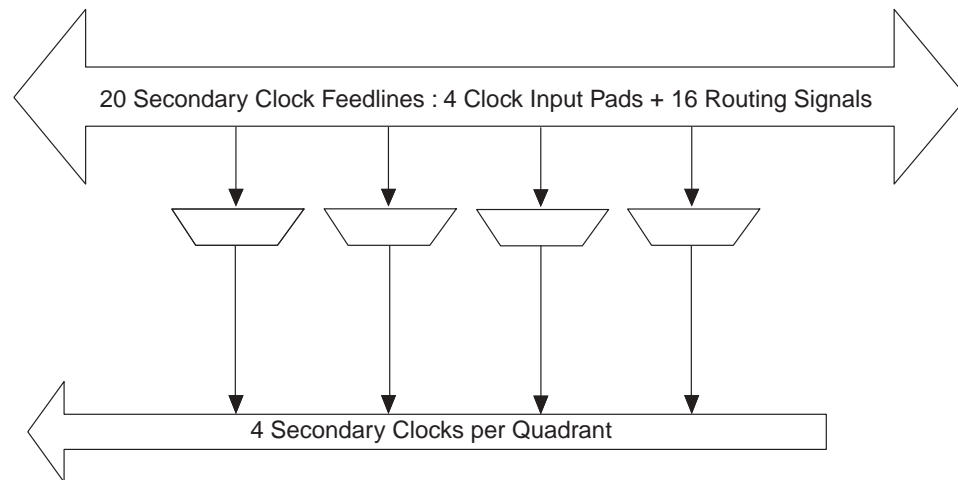 20 Secondary Clock Feedlines : 4 Clock Input Pads + 16 Routing Signals
4 Secondary Clocks per Quadrant